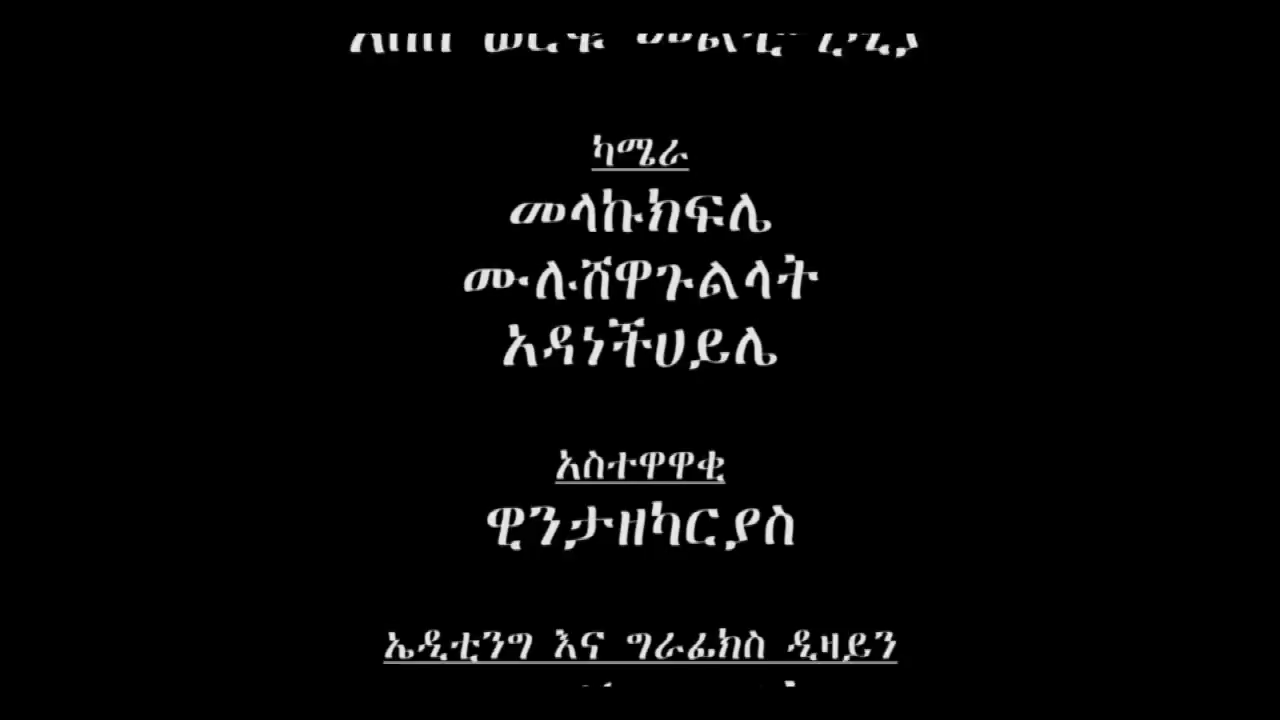 ካሜራ
መላኩክፍሌ
ሙሉሸዋጉልላት
አዳነችሀይሌ
አስተዋዋቂ
ዊንታዘካርያስ
ኤዲቲንግ እና ግራፊክስ ዲዛይን